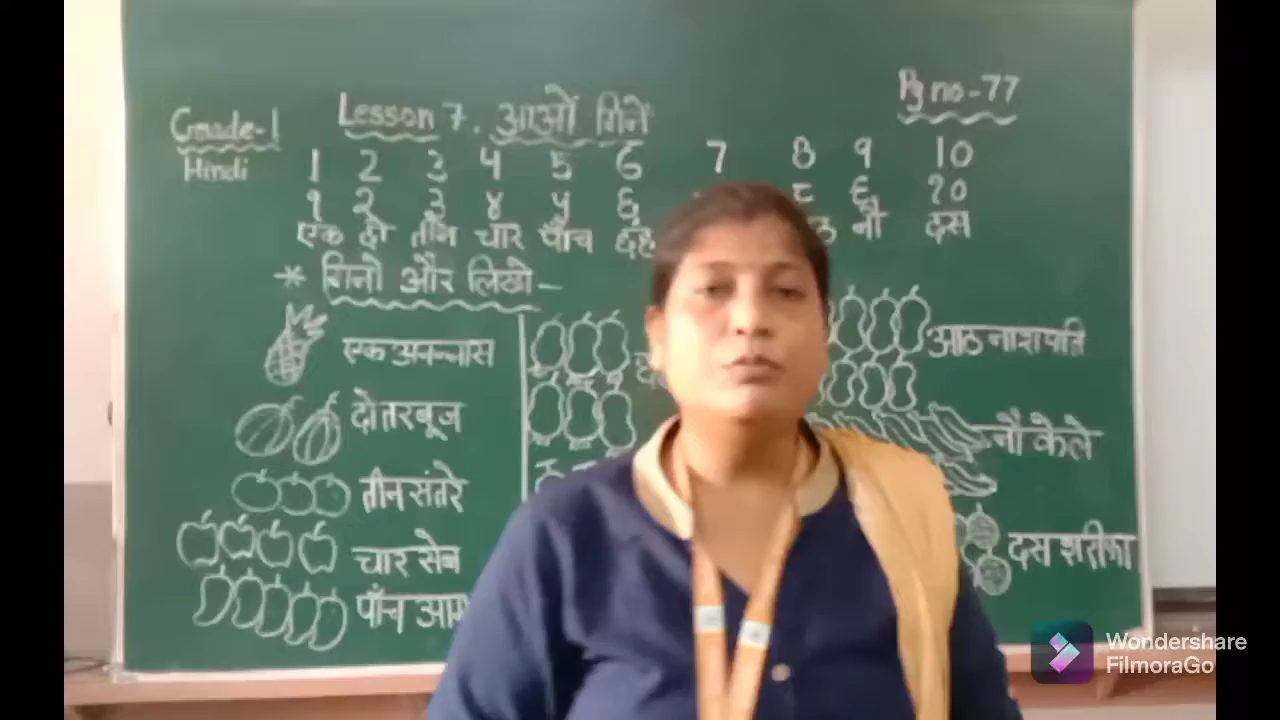 Grade-1
Hindi
Lesson 7. आओं गिनें
Pg no-77
1 2 3 4 5 6 7 8 9 10
१ २ ३ ४ ५ ६ ८
एक दो तीन चार पाँच नौ दस
* गिनो और लिखो-
एक अनन्नास
दो तरबूज
तीन संतरे
चार सेब
पाँच आम
आठ नाशपाति
नौ केले
दस शरीफा
Wondershare
FilmoraGo